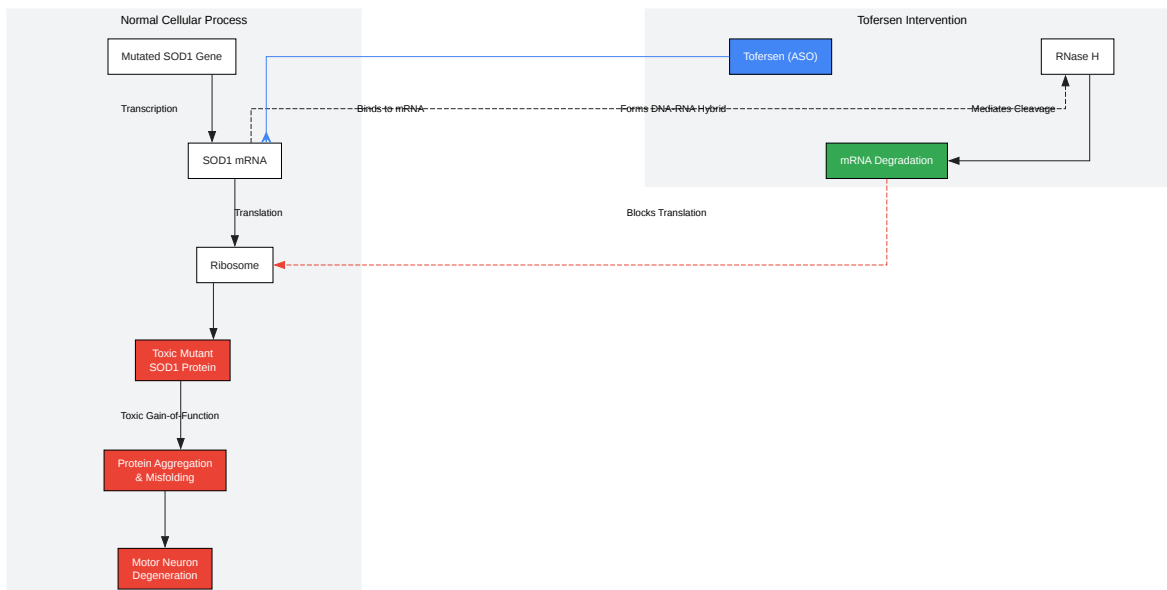 Normal Cellular Process
Tofersen Intervention
Mutated SOD1 Gene
Tofersen (ASO)
RNase H
Transcription
Binds to mRNA
Forms DNA-RNA Hybrid
Mediates Cleavage
SOD1 mRNA
mRNA Degradation
Translation
Blocks Translation
Ribosome
Toxic Mutant
SOD1 Protein
Toxic Gain-of-Function
Protein Aggregation
& Misfolding
Motor Neuron
Degeneration